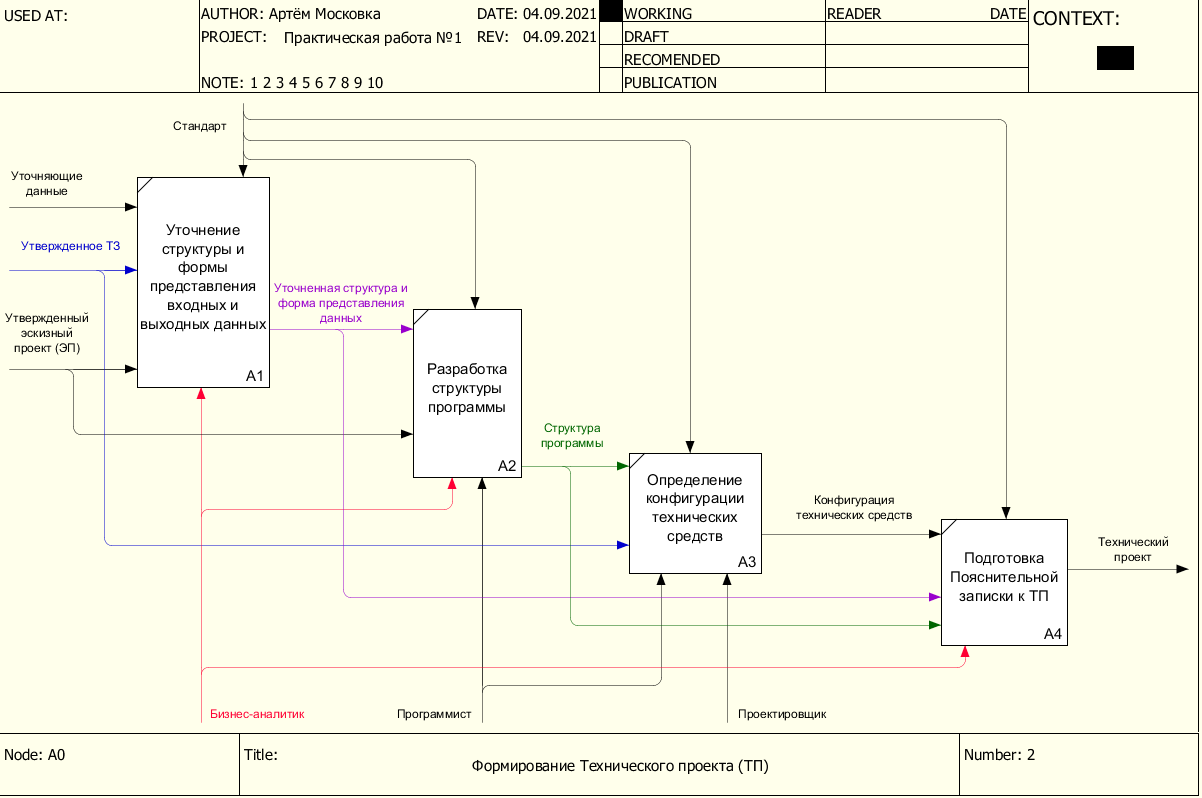 USED AT:
AUTHOR: Артём Московка
DATE: 04.09.2021
PROJECT: Практическая работа №1
REV: 04.09.2021
NOTE: 1 2 3 4 5 6 7 8 9 10
WORKING
DRAFT
RECOMENDED
PUBLICATION
READER
DATE
CONTEXT:
Стандарт
Уточняющие
данные
Утвержденное ТЗ
Утвержденный
эскизный
проект (ЭП)
Уточнение
структуры и
формы
представления
входных и
выходных данных
A1
Уточненная структура и
форма представления
данных
Разработка
структуры
программы
A2
Структура
программы
Определение
конфигурации
технических
средств
A3
Конфигурация
технических средств
Подготовка
Пояснительной
записки к ТП
A4
Технический
проект
Бизнес-аналитик
Программист
Проектировщик
Node: A0
Title:
Формирование Технического проекта (ТП)
Number: 2